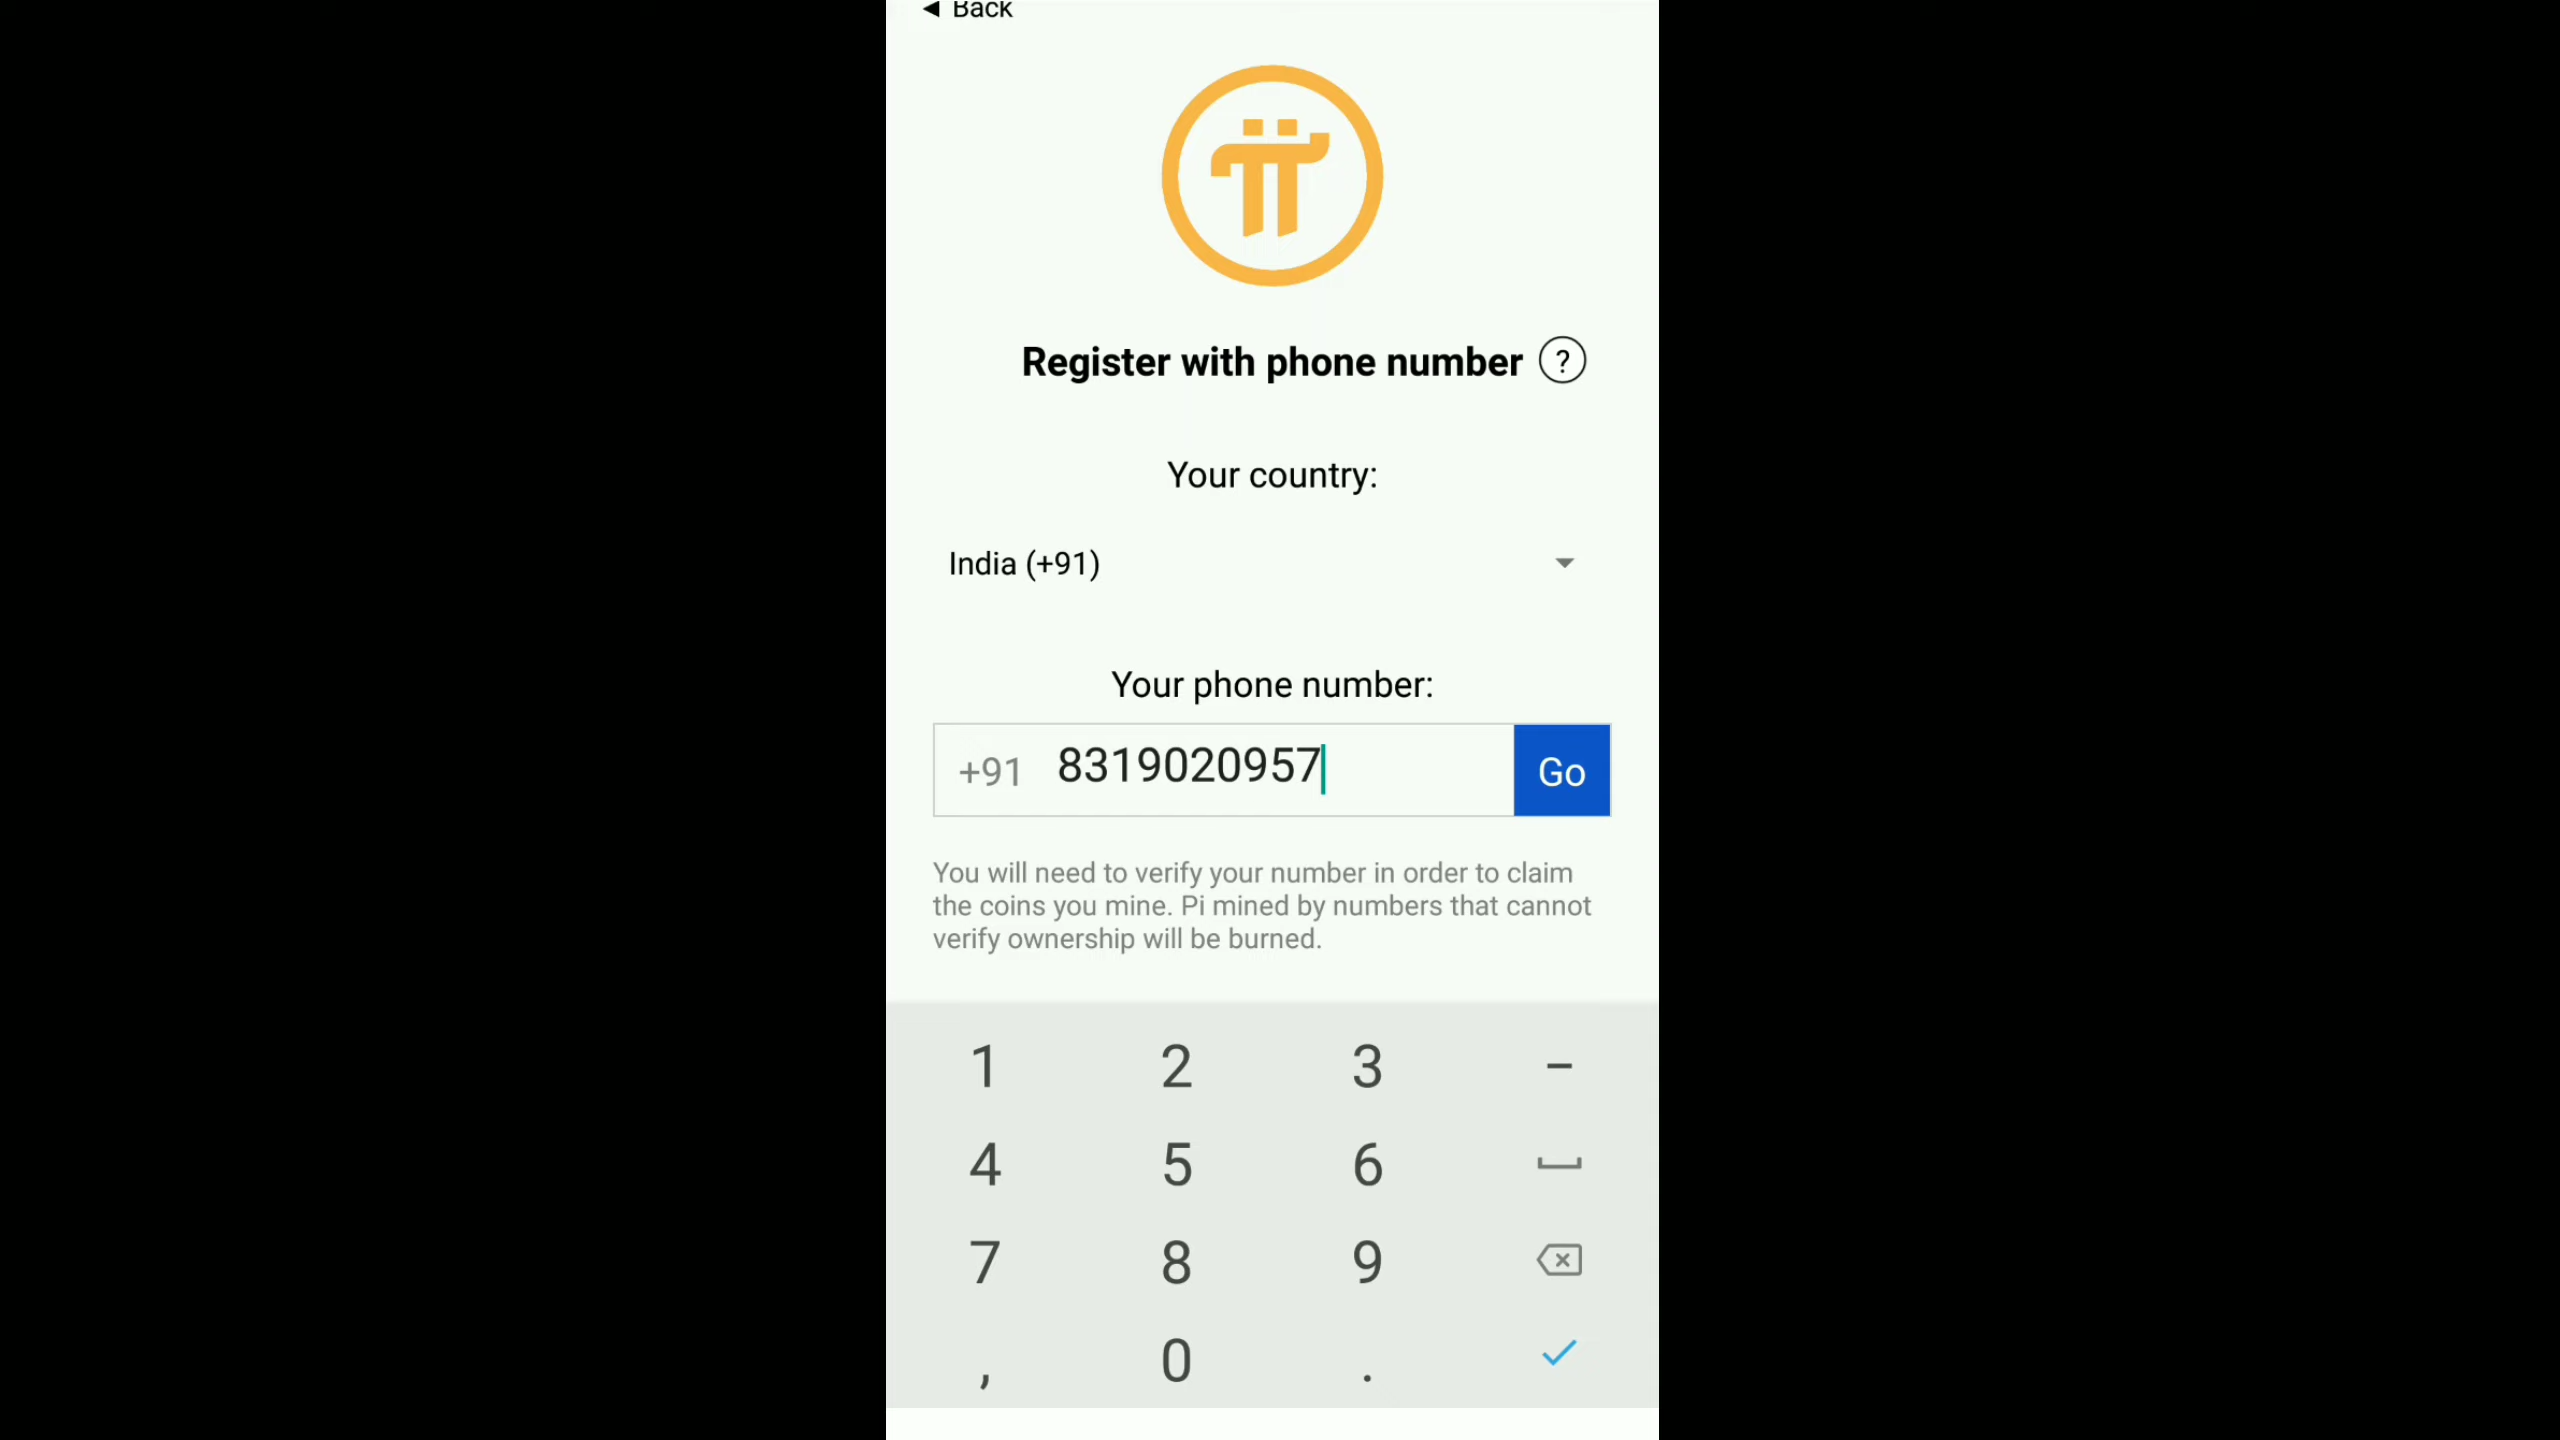 ◄ Back
Register with phone number ?
Your country:
India (+91)
Your phone number:
+91 8319020957 Go
You will need to verify your number in order to claim
the coins you mine. Pi mined by numbers that cannot
verify ownership will be burned.
1 2 3 –
4 5 6
7 8 9
, 0 .